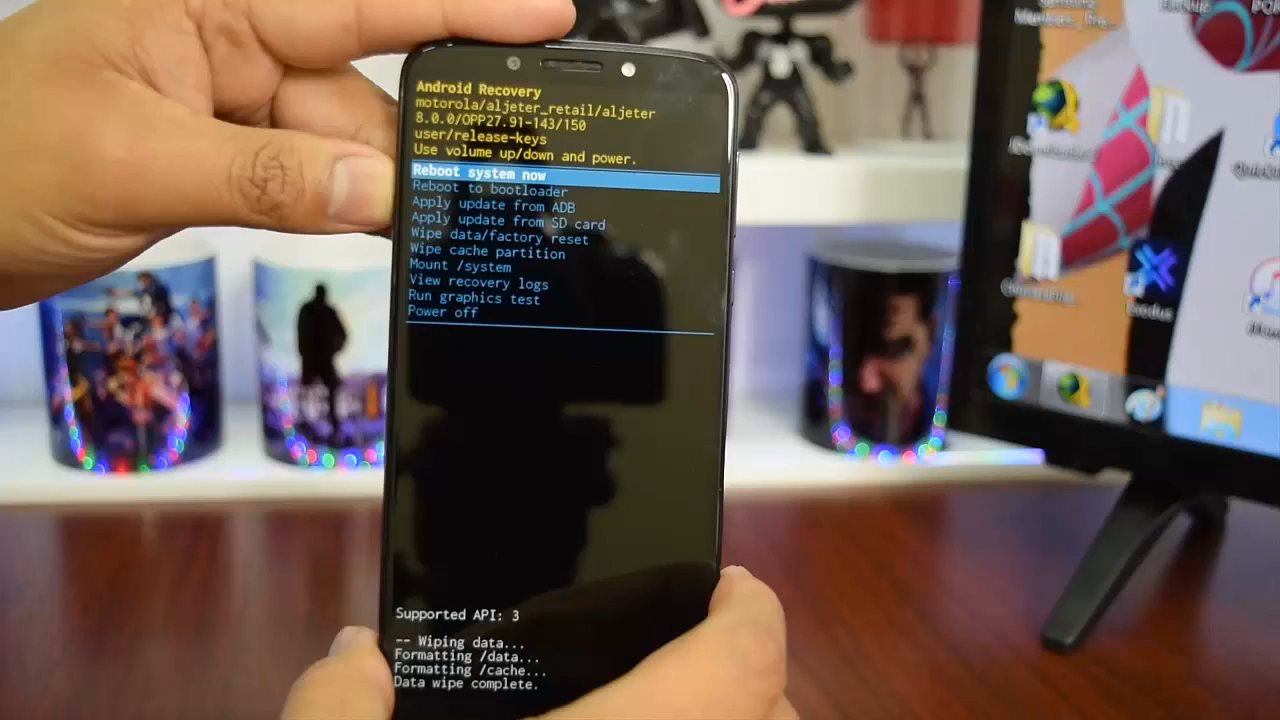 Android Recovery
motorola/aljeter_retail/aljeter
8.0.0/OPP27.91-143/150
user/release-keys
Use volume up/down and power.
Reboot system now
Reboot to bootloader
Apply update from ADB
Apply update from SD card
Wipe data/factory reset
Wipe cache partition
Mount /system
View recovery logs
Run graphics test
Power off
Supported API: 3
-- Wiping data...
Formatting /data...
Formatting /cache...
Data wipe complete.
Exodus